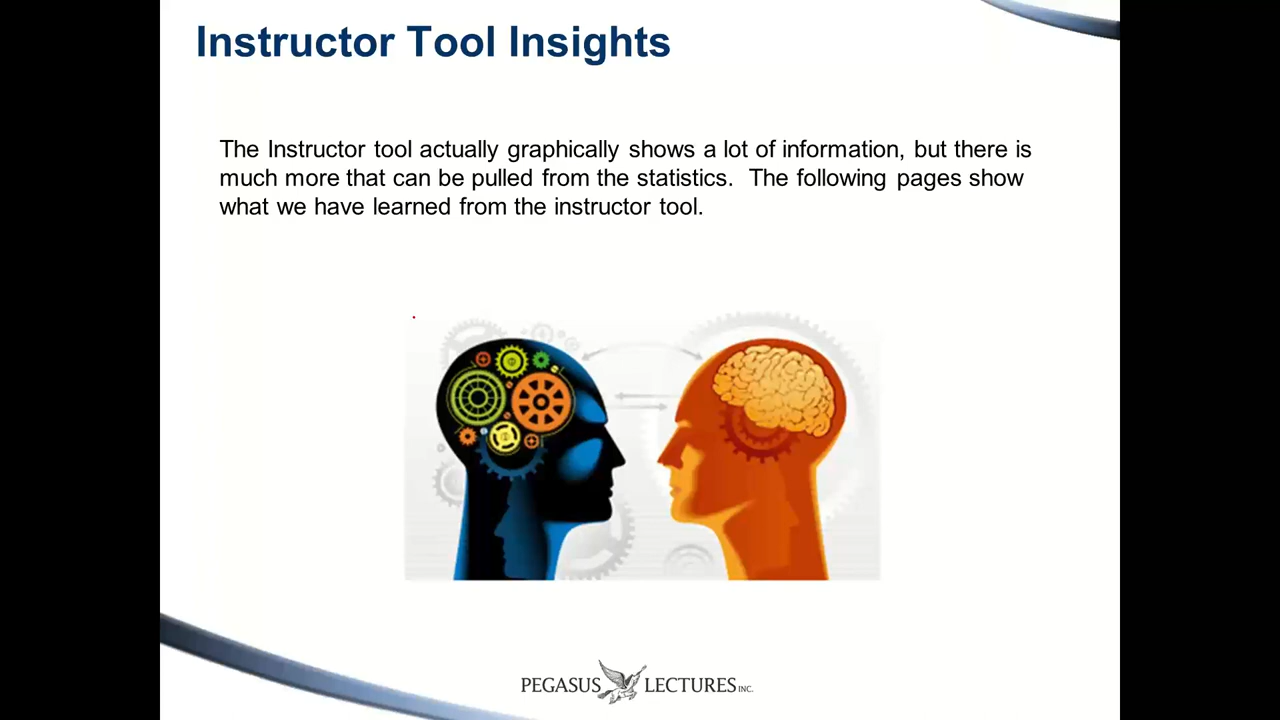 Instructor Tool Insights
The Instructor tool actually graphically shows a lot of information, but there is
much more that can be pulled from the statistics.  The following pages show
what we have learned from the instructor tool.
PEGASUS LECTURES INC.